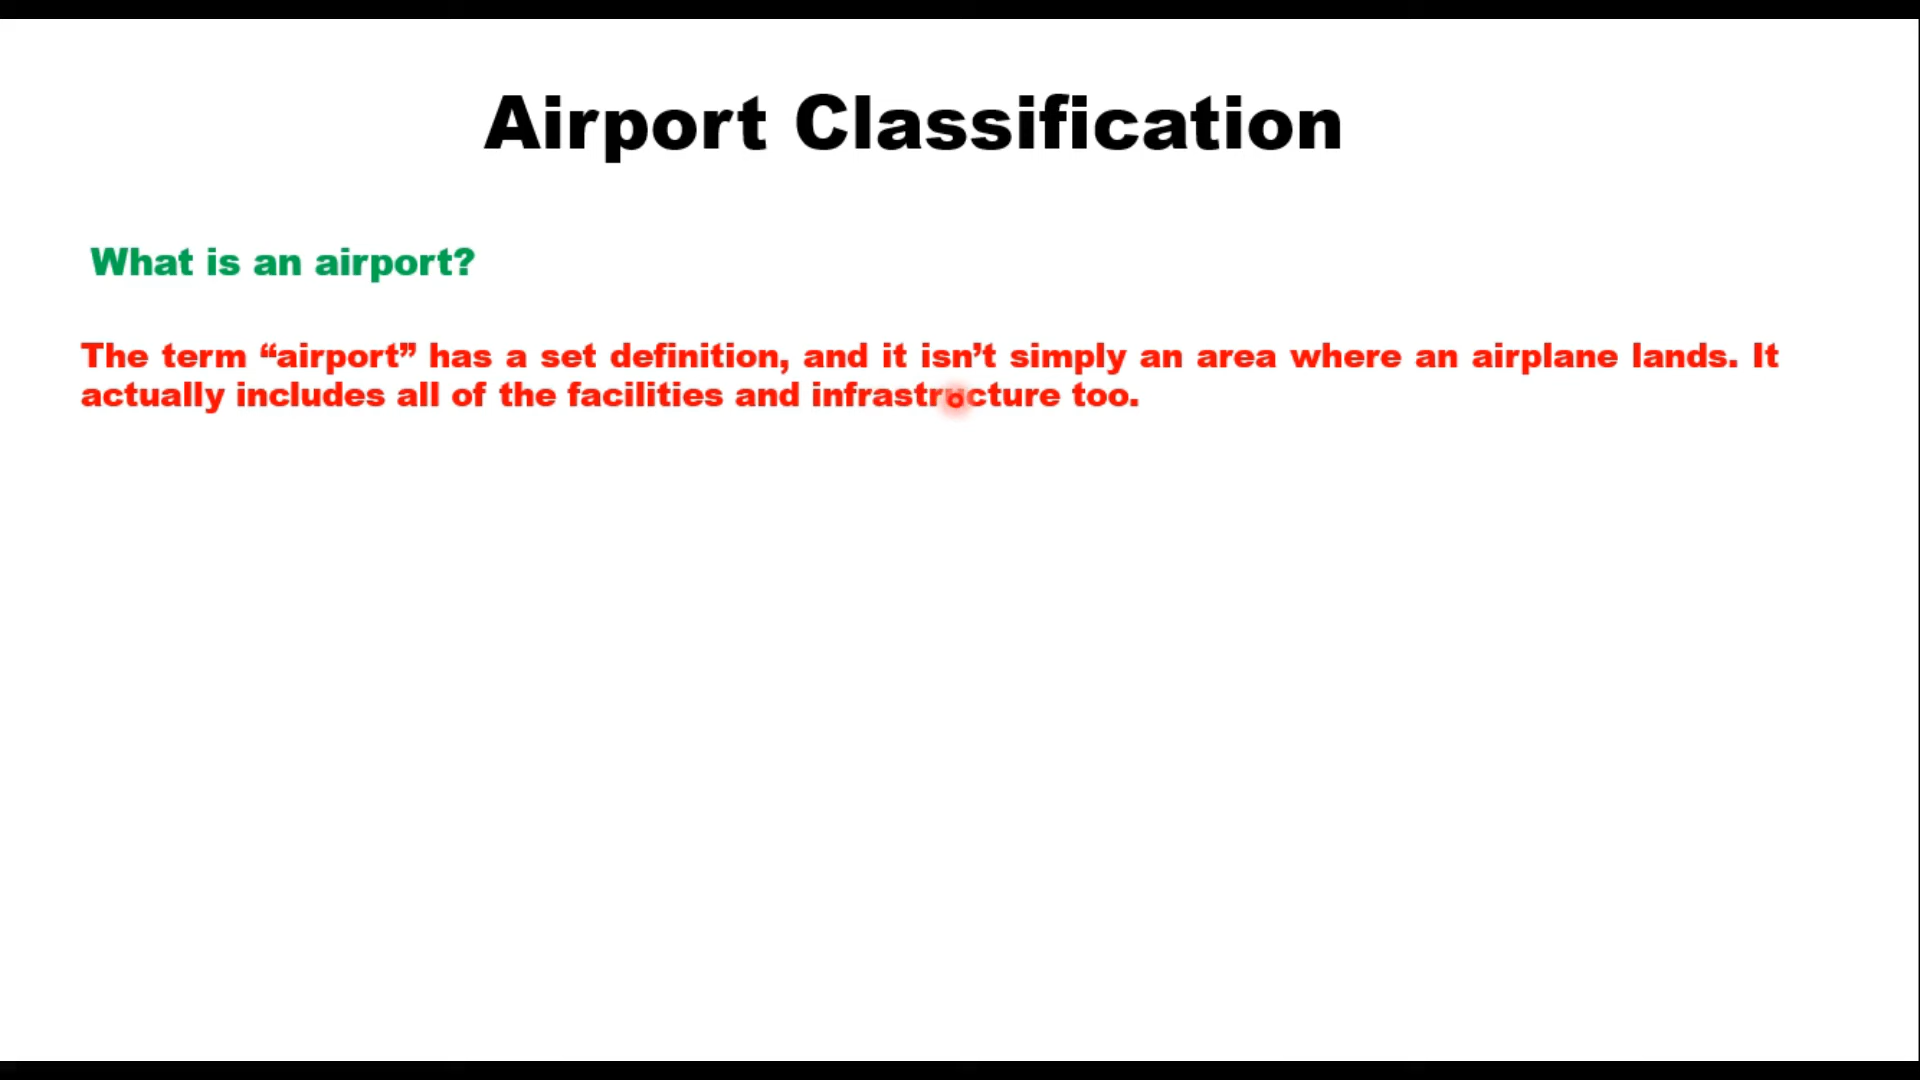 Airport Classification
What is an airport?
The term “airport” has a set definition, and it isn’t simply an area where an airplane lands. It
actually includes all of the facilities and infrastructure too.